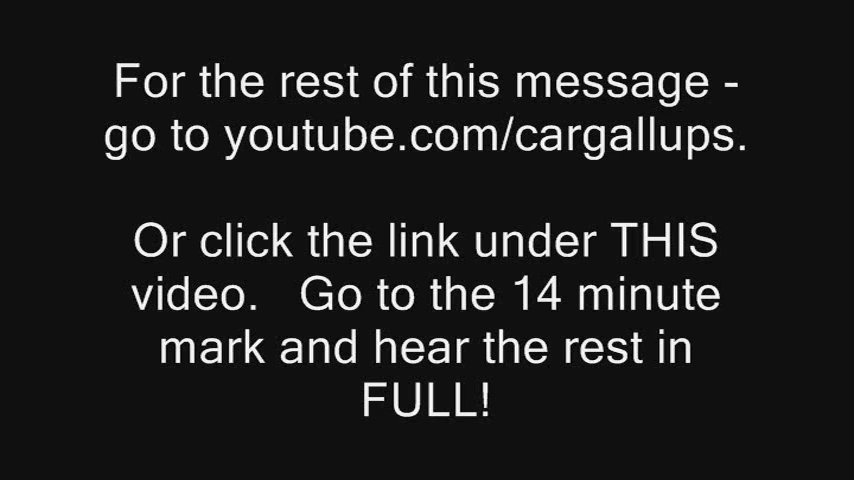 For the rest of this message -
go to youtube.com/cargallups.
Or click the link under THIS
video.   Go to the 14 minute
mark and hear the rest in
FULL!